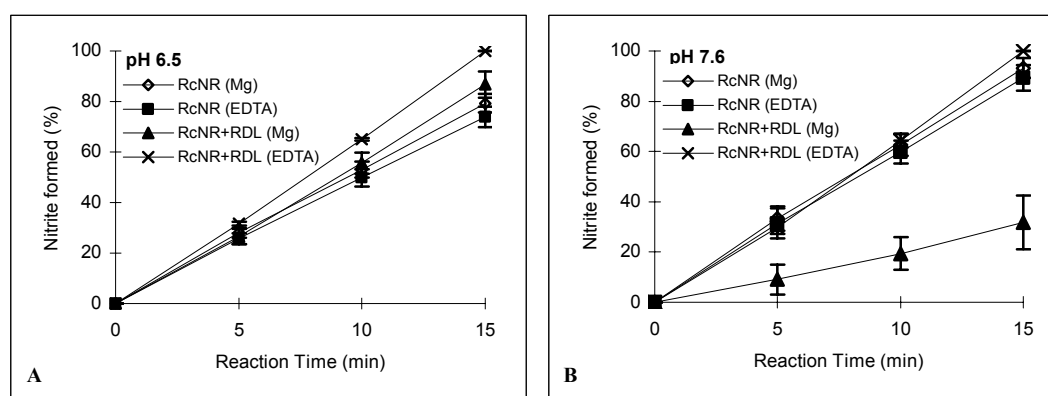 pH 6.5
RcNR (Mg)
RcNR (EDTA)
RcNR+RDL (Mg)
RcNR+RDL (EDTA)
Nitrite formed (%)
100
80
60
40
20
0
0 5 10 15
Reaction Time (min)
A
pH 7.6
RcNR (Mg)
RcNR (EDTA)
RcNR+RDL (Mg)
RcNR+RDL (EDTA)
Nitrite formed (%)
100
80
60
40
20
0
0 5 10 15
Reaction Time (min)
B